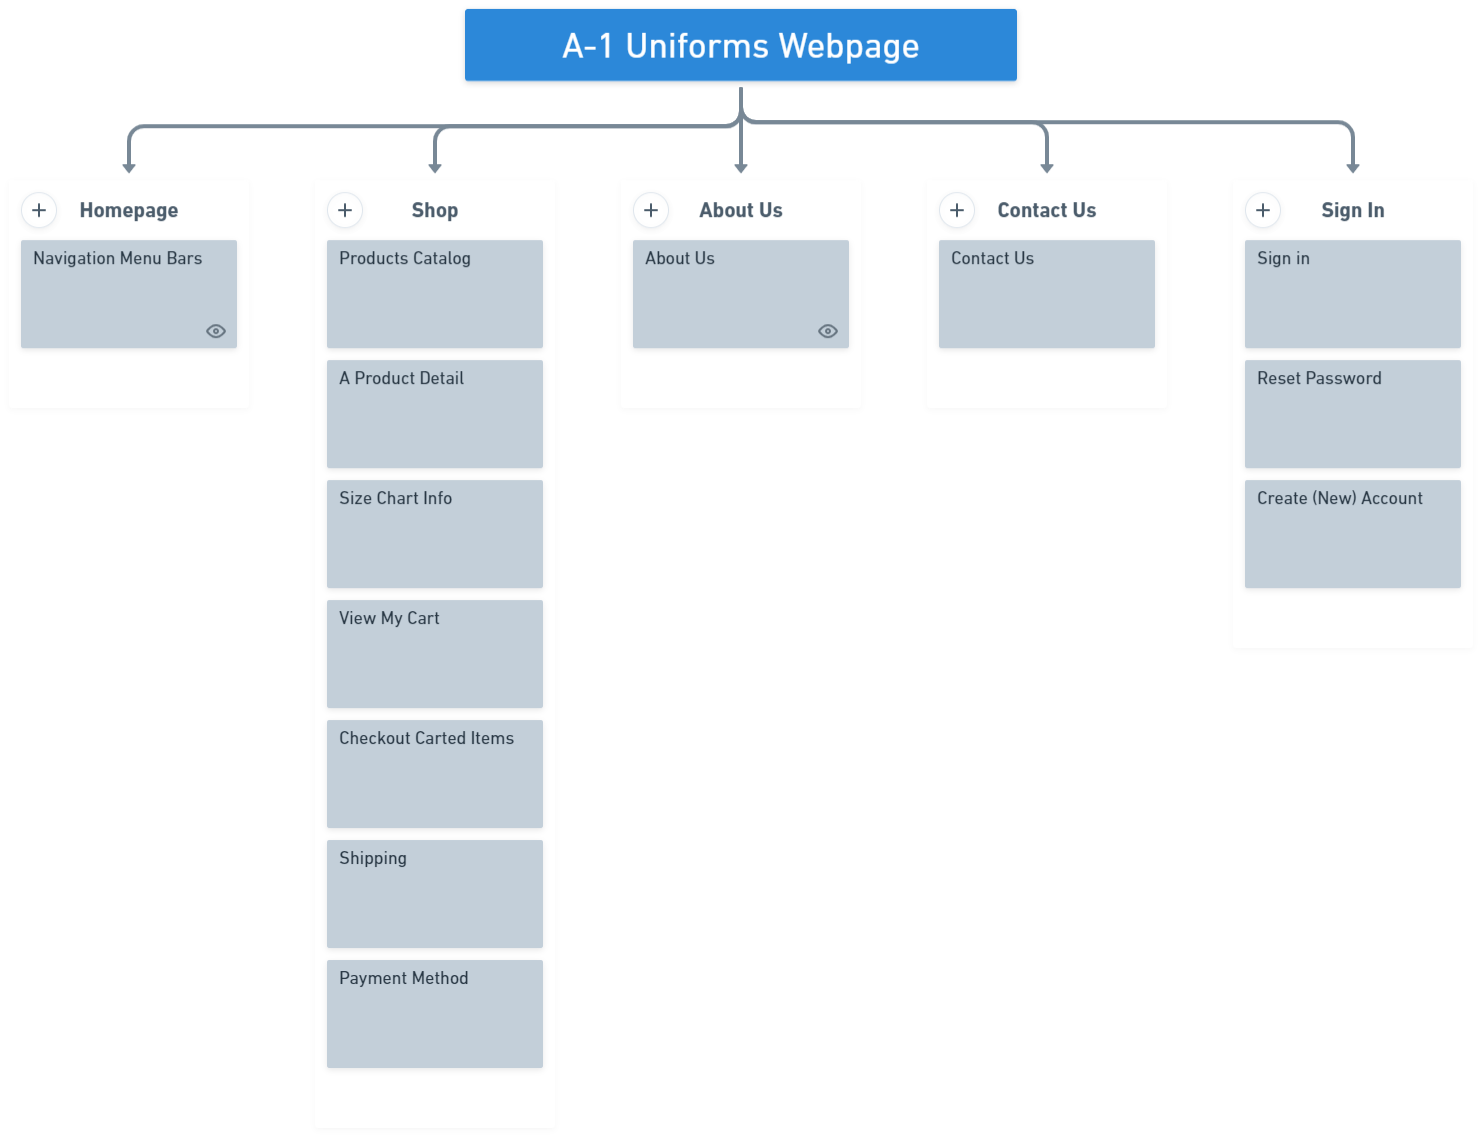 A-1 Uniforms Webpage
Homepage
Navigation Menu Bars
Shop
Products Catalog
A Product Detail
Size Chart Info
View My Cart
Checkout Carted Items
Shipping
Payment Method
About Us
About Us
Contact Us
Contact Us
Sign In
Sign in
Reset Password
Create (New) Account